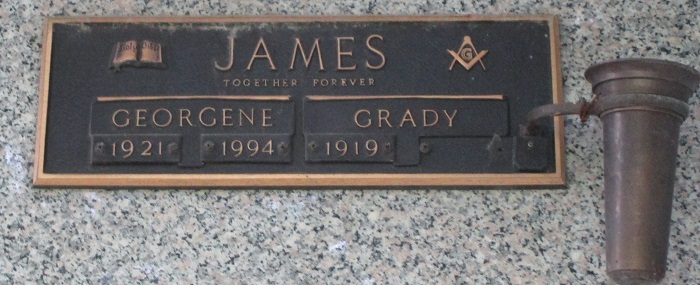 JAMES
TOGETHER FOREVER
GEORGENE GRADY
1921 1994 1919
G